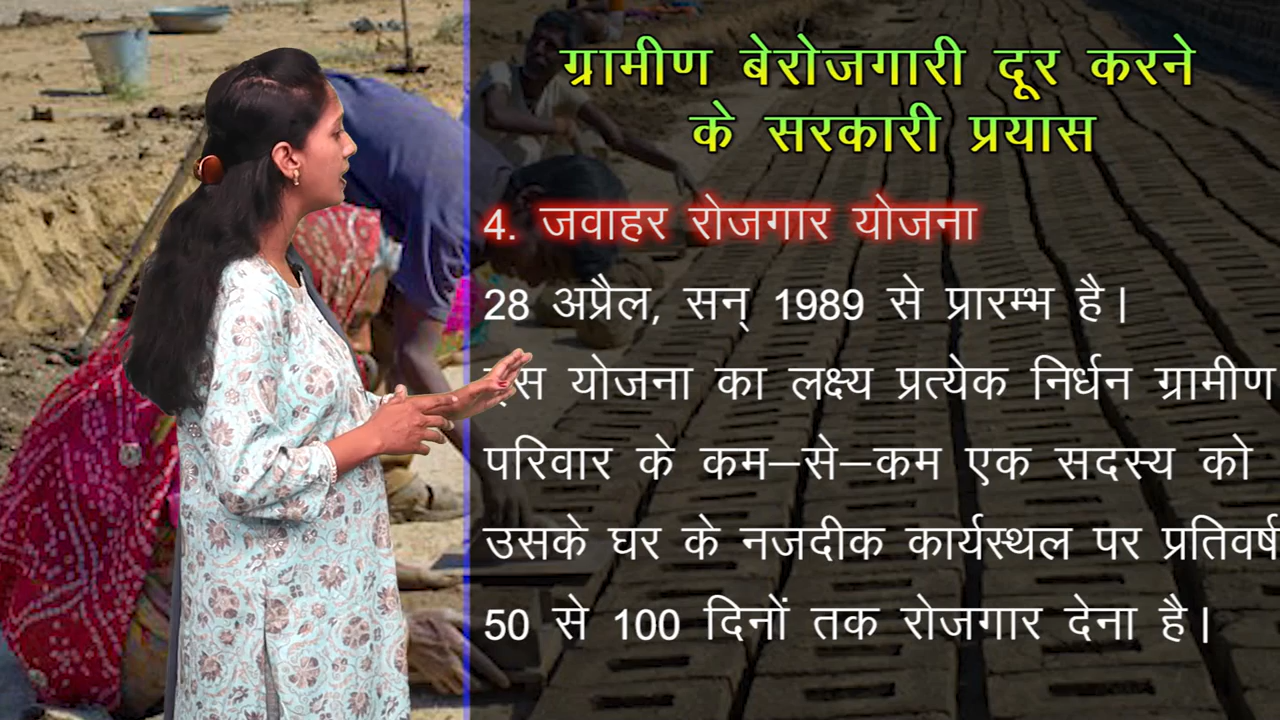 ग्रामीण बेरोजगारी दूर करने
के सरकारी प्रयास
4. जवाहर रोजगार योजना
28 अप्रैल, सन् 1989 से प्रारम्भ है।
योजना का लक्ष्य प्रत्येक निर्धन ग्रामीण
परिवार के कम–से–कम एक सदस्य को
उसके घर के नजदीक कार्यस्थल पर प्रतिवर्ष
50 से 100 दिनों तक रोजगार देना है।